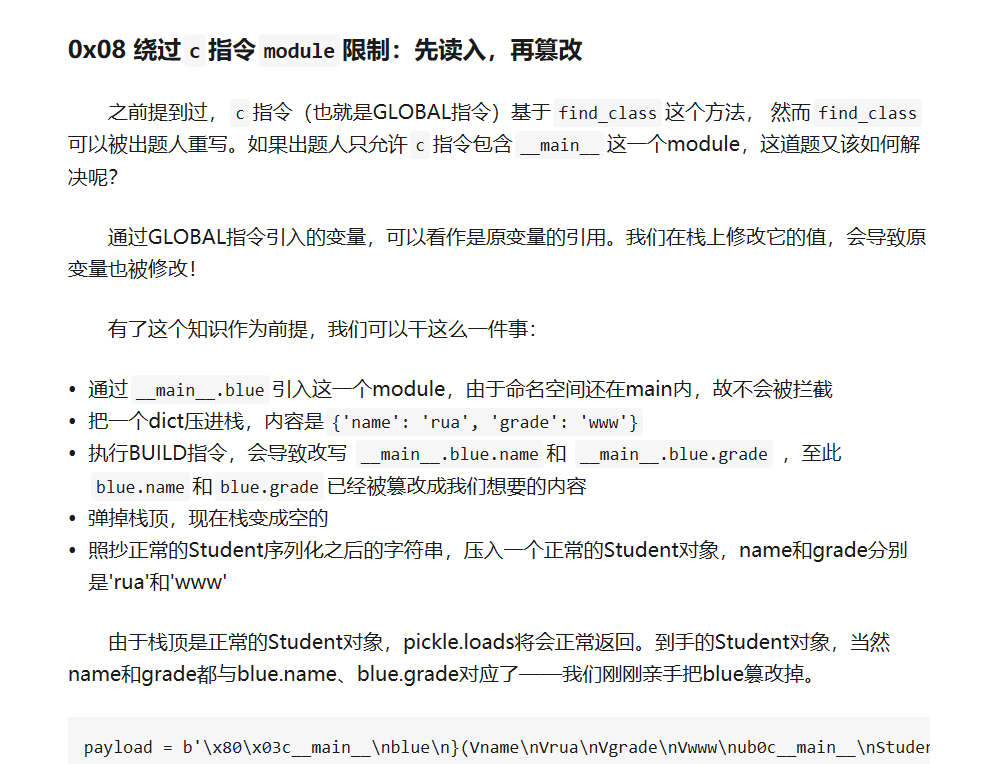 0x08 绕过 c 指令 module 限制：先读入，再篡改
之前提到过， c 指令（也就是GLOBAL指令）基于 find_class 这个方法， 然而 find_class
可以被出题人重写。如果出题人只允许 c 指令包含 __main__ 这一个module，这道题又该如何解
决呢？
通过GLOBAL指令引入的变量，可以看作是原变量的引用。我们在栈上修改它的值，会导致原
变量也被修改！
有了这个知识作为前提，我们可以干这么一件事：
• 通过 __main__.blue 引入这一个module，由于命名空间还在main内，故不会被拦截
• 把一个dict压进栈，内容是 {'name': 'rua', 'grade': 'www'}
• 执行BUILD指令，会导致改写 __main__.blue.name 和 __main__.blue.grade ，至此
blue.name 和 blue.grade 已经被篡改成我们想要的内容
• 弹掉栈顶，现在栈变成空的
• 照抄正常的Student序列化之后的字符串，压入一个正常的Student对象，name和grade分别
是'rua'和'www'
由于栈顶是正常的Student对象，pickle.loads将会正常返回。到手的Student对象，当然
name和grade都与blue.name、blue.grade对应了——我们刚刚亲手把blue篡改掉。
payload = b'\x80\x03c__main__\nblue\n}(Vname\nVrua\nVgrade\nVwww\nub0c__main__\nStuder